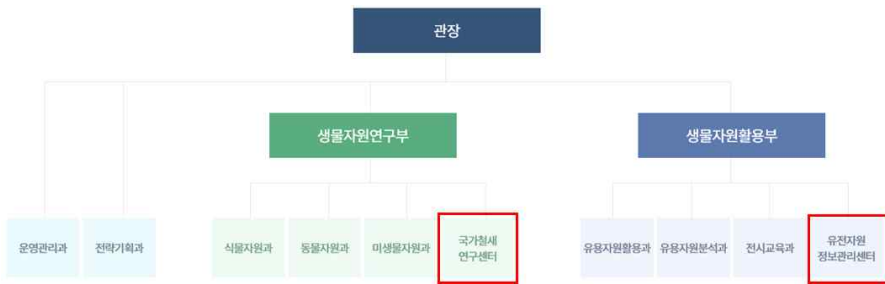 관장
생물자원연구부
생물자원활용부
운영관리과
전략기획과
식물자원과
동물자원과
미생물자원과
국가철새
연구센터
유용자원활용과
유용자원분석과
전시교육과
유전자원
정보관리센터